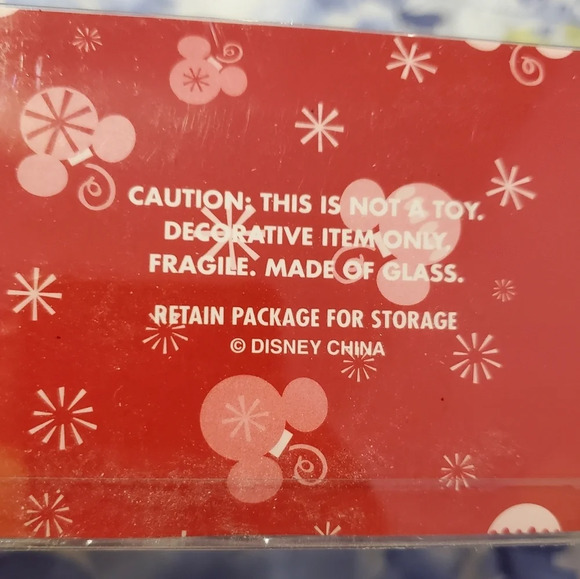 CAUTION: THIS IS NOT A TOY.
DECORATIVE ITEM ONLY.
FRAGILE. MADE OF GLASS.
RETAIN PACKAGE FOR STORAGE
© DISNEY CHINA